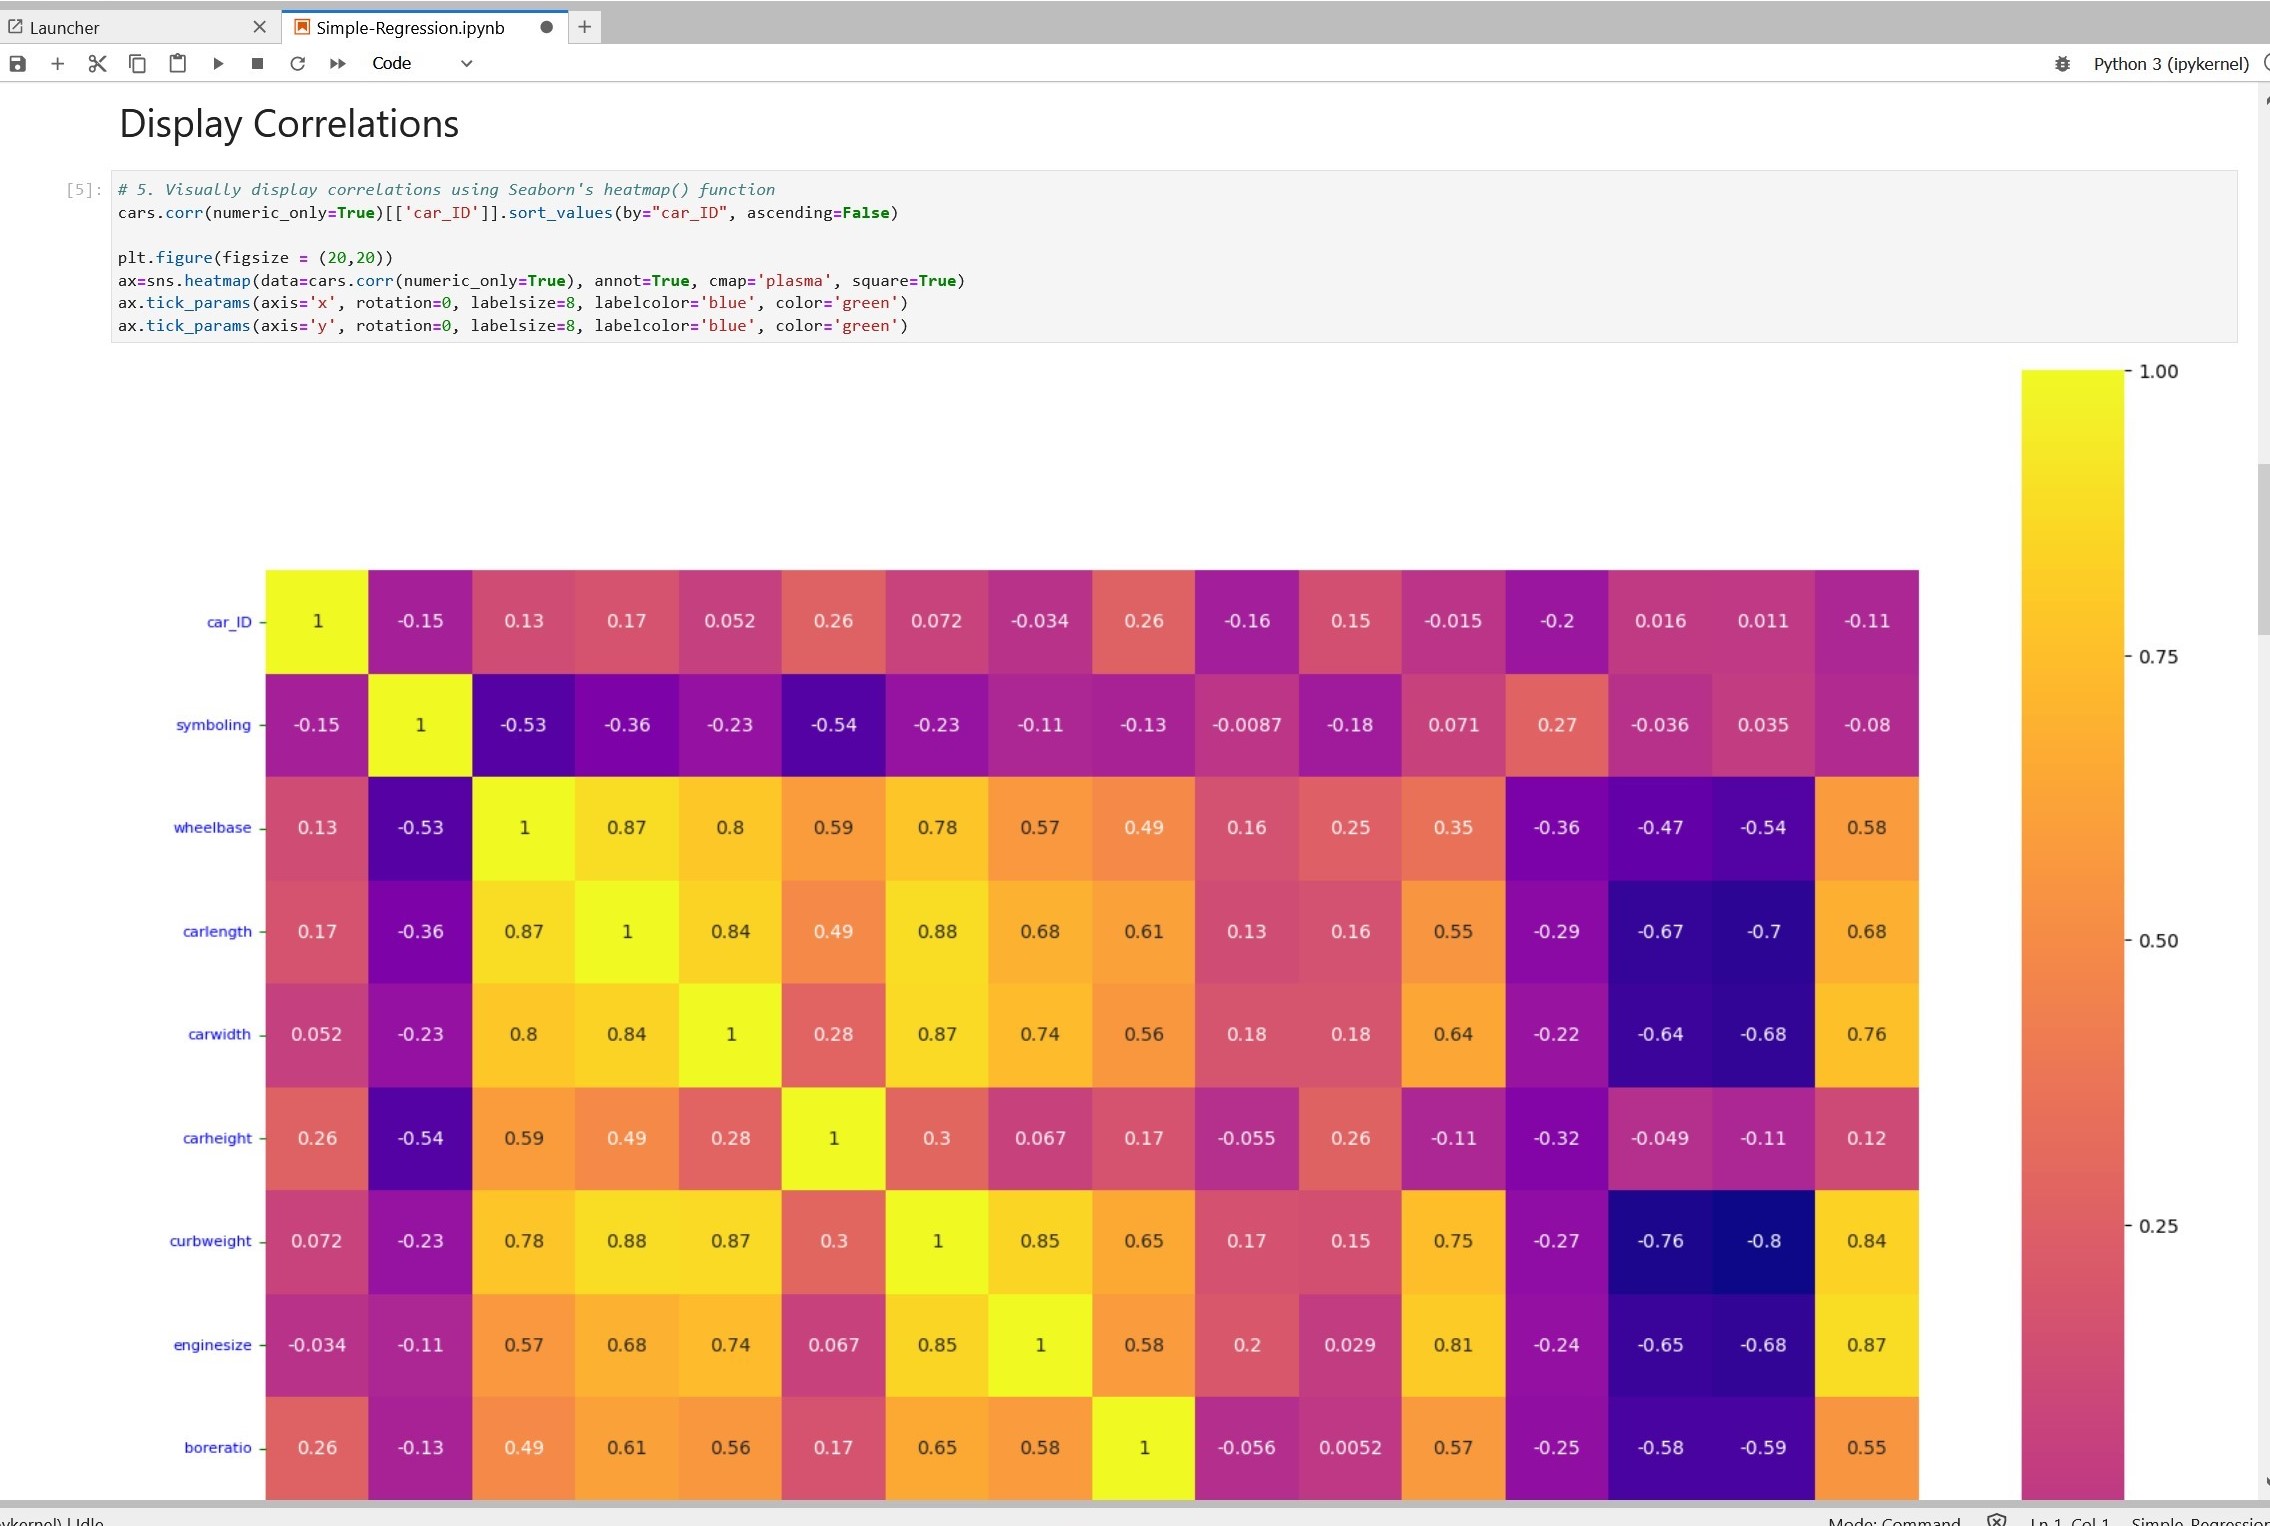 Launcher
Simple-Regression.ipynb
Code
Python 3 (ipykernel)
Display Correlations
[5]:
# 5. Visually display correlations using Seaborn's heatmap() function
cars.corr(numeric_only=True)[['car_ID']].sort_values(by="car_ID", ascending=False)
plt.figure(figsize = (20,20))
ax=sns.heatmap(data=cars.corr(numeric_only=True), annot=True, cmap='plasma', square=True)
ax.tick_params(axis='x', rotation=0, labelsize=8, labelcolor='blue', color='green')
ax.tick_params(axis='y', rotation=0, labelsize=8, labelcolor='blue', color='green')
1.00
car_ID 1 -0.15 0.13 0.17 0.052 0.26 0.072 -0.034 0.26 -0.16 0.15 -0.015 -0.2 0.016 0.011 -0.11
0.75
symboling -0.15 1 -0.53 -0.36 -0.23 -0.54 -0.23 -0.11 -0.13 -0.0087 -0.18 0.071 0.27 -0.036 0.035 -0.08
wheelbase 0.13 -0.53 1 0.87 0.8 0.59 0.78 0.57 0.49 0.16 0.25 0.35 -0.36 -0.47 -0.54 0.58
carlength 0.17 -0.36 0.87 1 0.84 0.49 0.88 0.68 0.61 0.13 0.16 0.55 -0.29 -0.67 -0.7 0.68
0.50
carwidth 0.052 -0.23 0.8 0.84 1 0.28 0.87 0.74 0.56 0.18 0.18 0.64 -0.22 -0.64 -0.68 0.76
carheight 0.26 -0.54 0.59 0.49 0.28 1 0.3 0.067 0.17 -0.055 0.26 -0.11 -0.32 -0.049 -0.11 0.12
0.25
curbweight 0.072 -0.23 0.78 0.88 0.87 0.3 1 0.85 0.65 0.17 0.15 0.75 -0.27 -0.76 -0.8 0.84
enginesize -0.034 -0.11 0.57 0.68 0.74 0.067 0.85 1 0.58 0.2 0.029 0.81 -0.24 -0.65 -0.68 0.87
boreratio 0.26 -0.13 0.49 0.61 0.56 0.17 0.65 0.58 1 -0.056 0.0052 0.57 -0.25 -0.58 -0.59 0.55
ykernel) | Idle
Mode: Command
Ln 1, Col 1
Simple-Regression